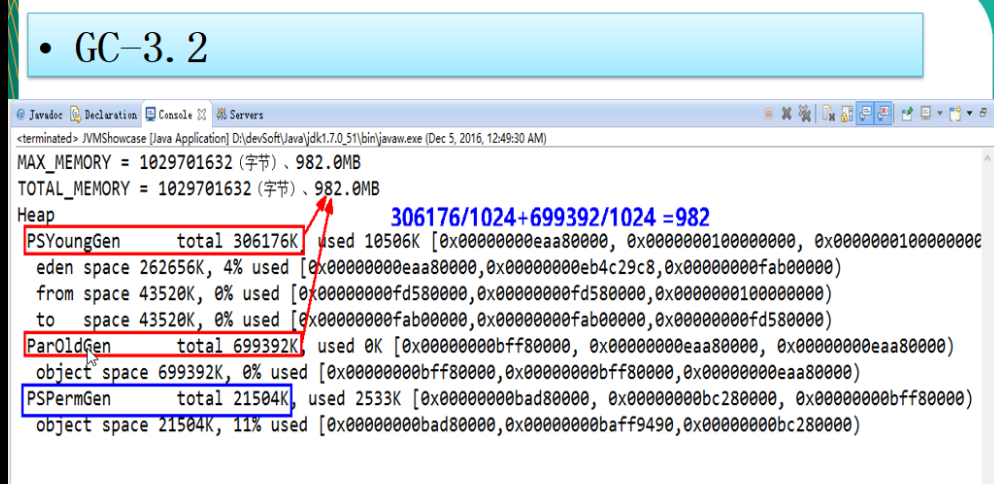 • GC-3.2
@ Javadoc Declaration Console Servers
<terminated> JVMShowcase [Java Application] D:\devSoft\Java\jdk1.7.0_51\bin\javaw.exe (Dec 5, 2016, 12:49:30 AM)
MAX_MEMORY = 1029701632（字节）、982.0MB
TOTAL_MEMORY = 1029701632（字节）、982.0MB
Heap
306176/1024+699392/1024 =982
PSYoungGen total 306176K, used 10506K [0x00000000eaa80000, 0x0000000100000000, 0x0000000100000000
eden space 262656K, 4% used [0x00000000eaa80000,0x00000000eb4c29c8,0x00000000fab00000)
from space 43520K, 0% used [0x00000000fd580000,0x00000000fd580000,0x0000000100000000)
to space 43520K, 0% used [0x00000000fab00000,0x00000000fab00000,0x00000000fd580000)
ParOldGen total 699392K, used 0K [0x00000000bff80000, 0x00000000eaa80000, 0x00000000eaa80000)
object space 699392K, 0% used [0x00000000bff80000,0x00000000bff80000,0x00000000eaa80000)
PSPermGen total 21504K, used 2533K [0x00000000bad80000, 0x00000000bc280000, 0x00000000bff80000)
object space 21504K, 11% used [0x00000000bad80000,0x00000000baff9490,0x00000000bc280000)